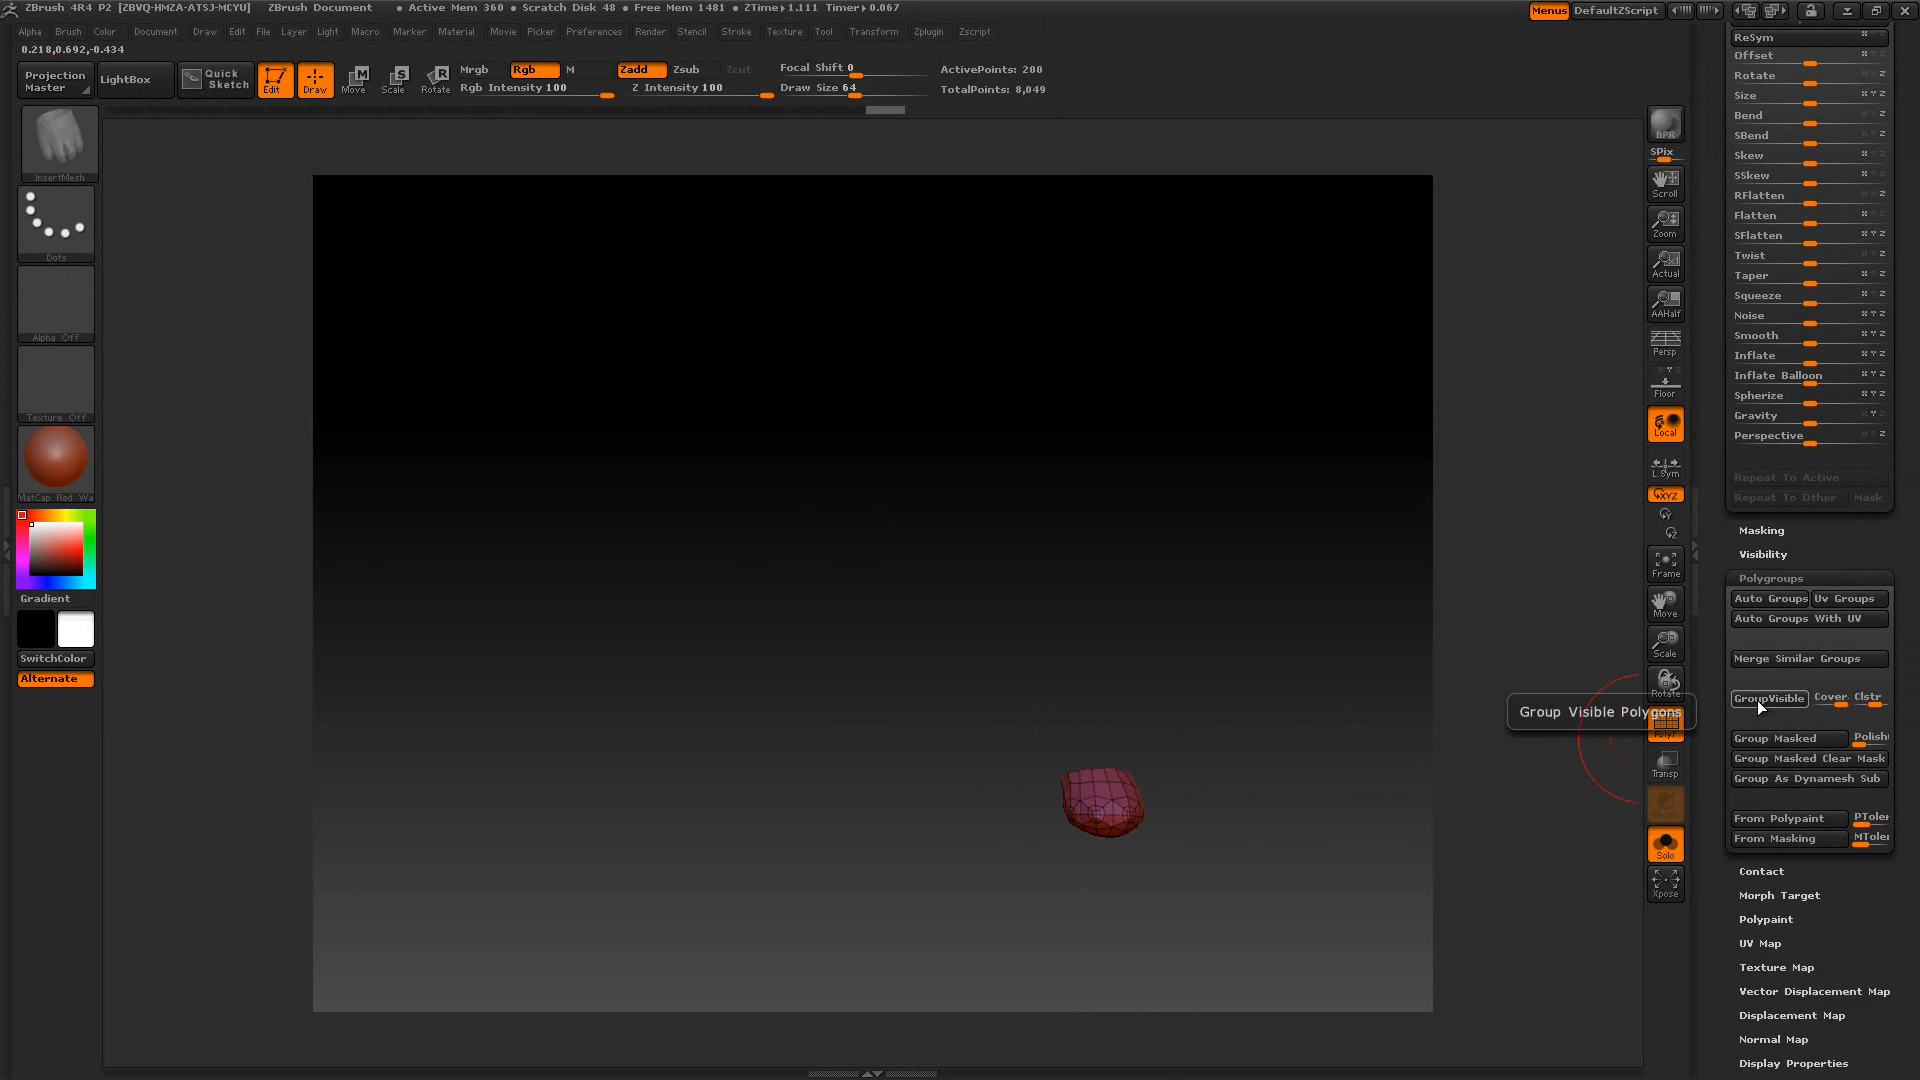 ZBrush 4R4 P2 [ZBVQ-HMZA-ATSJ-MCYU] ZBrush Document • Active Mem 360 • Scratch Disk 48 • Free Mem 1481 • ZTime▸1.111 Timer▸0.067 Menus DefaultZScript
Alpha Brush Color Document Draw Edit File Layer Light Macro Marker Material Movie Picker Preferences Render Stencil Stroke Texture Tool Transform Zplugin Zscript
0.218,0.692,-0.434
Projection Master
LightBox
Quick Sketch
Edit
Draw
Move
Scale
Rotate
Mrgb Rgb M
Rgb Intensity 100
Zadd Zsub Zcut
Z Intensity 100
Focal Shift 0
Draw Size 64
ActivePoints: 200
TotalPoints: 8,049
InsertMesh
Dots
Alpha Off
Texture Off
MatCap Red Wa
Gradient
SwitchColor
Alternate
BPR
SPix
Scroll
Zoom
Actual
AAHalf
Persp
Floor
Local
L.Sym
XYZ
Y
Z
Frame
Move
Scale
Rotate
PolyF
Transp
Solo
Xpose
Group Visible Polygons
ReSym
Offset
Rotate
Size
Bend
SBend
Skew
SSkew
RFlatten
Flatten
SFlatten
Twist
Taper
Squeeze
Noise
Smooth
Inflate
Inflate Balloon
Spherize
Gravity
Perspective
Repeat To Active
Repeat To Other Mask
Masking
Visibility
Polygroups
Auto Groups Uv Groups
Auto Groups With UV
Merge Similar Groups
GroupVisible Cover Clstr
Group Masked Polish
Group Masked Clear Mask
Group As Dynamesh Sub
From Polypaint PToler
From Masking MToler
Contact
Morph Target
Polypaint
UV Map
Texture Map
Vector Displacement Map
Displacement Map
Normal Map
Display Properties